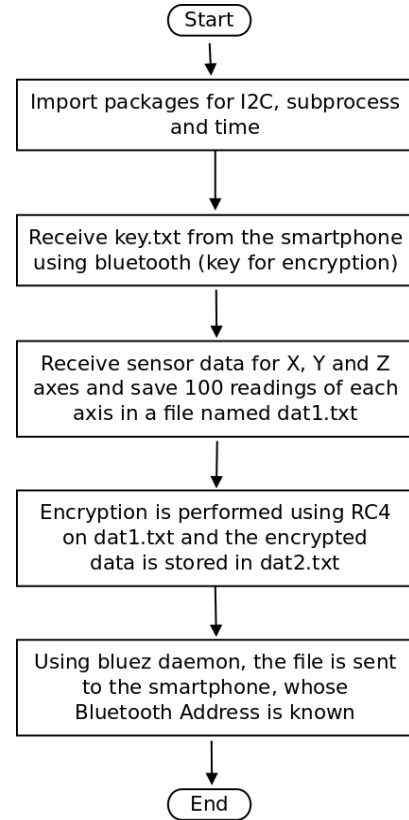 Start
Import packages for I2C, subprocess
and time
Receive key.txt from the smartphone
using bluetooth (key for encryption)
Receive sensor data for X, Y and Z
axes and save 100 readings of each
axis in a file named dat1.txt
Encryption is performed using RC4
on dat1.txt and the encrypted
data is stored in dat2.txt
Using bluez daemon, the file is sent
to the smartphone, whose
Bluetooth Address is known
End